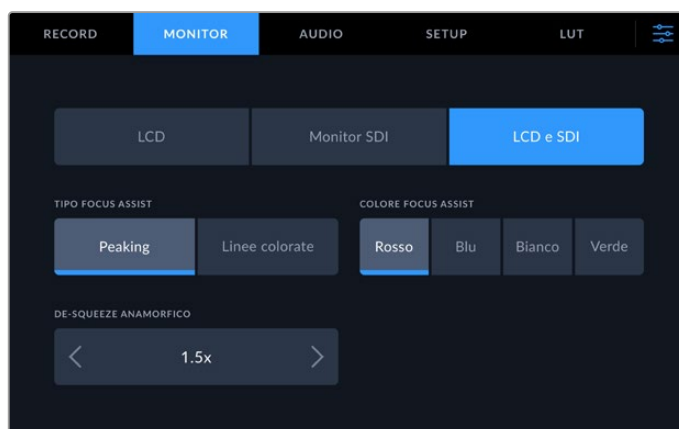 RECORD MONITOR AUDIO SETUP LUT
LCD Monitor SDI LCD e SDI
TIPO FOCUS ASSIST COLORE FOCUS ASSIST
Peaking Linee colorate Rosso Blu Bianco Verde
DE-SQUEEZE ANAMORFICO
1.5x